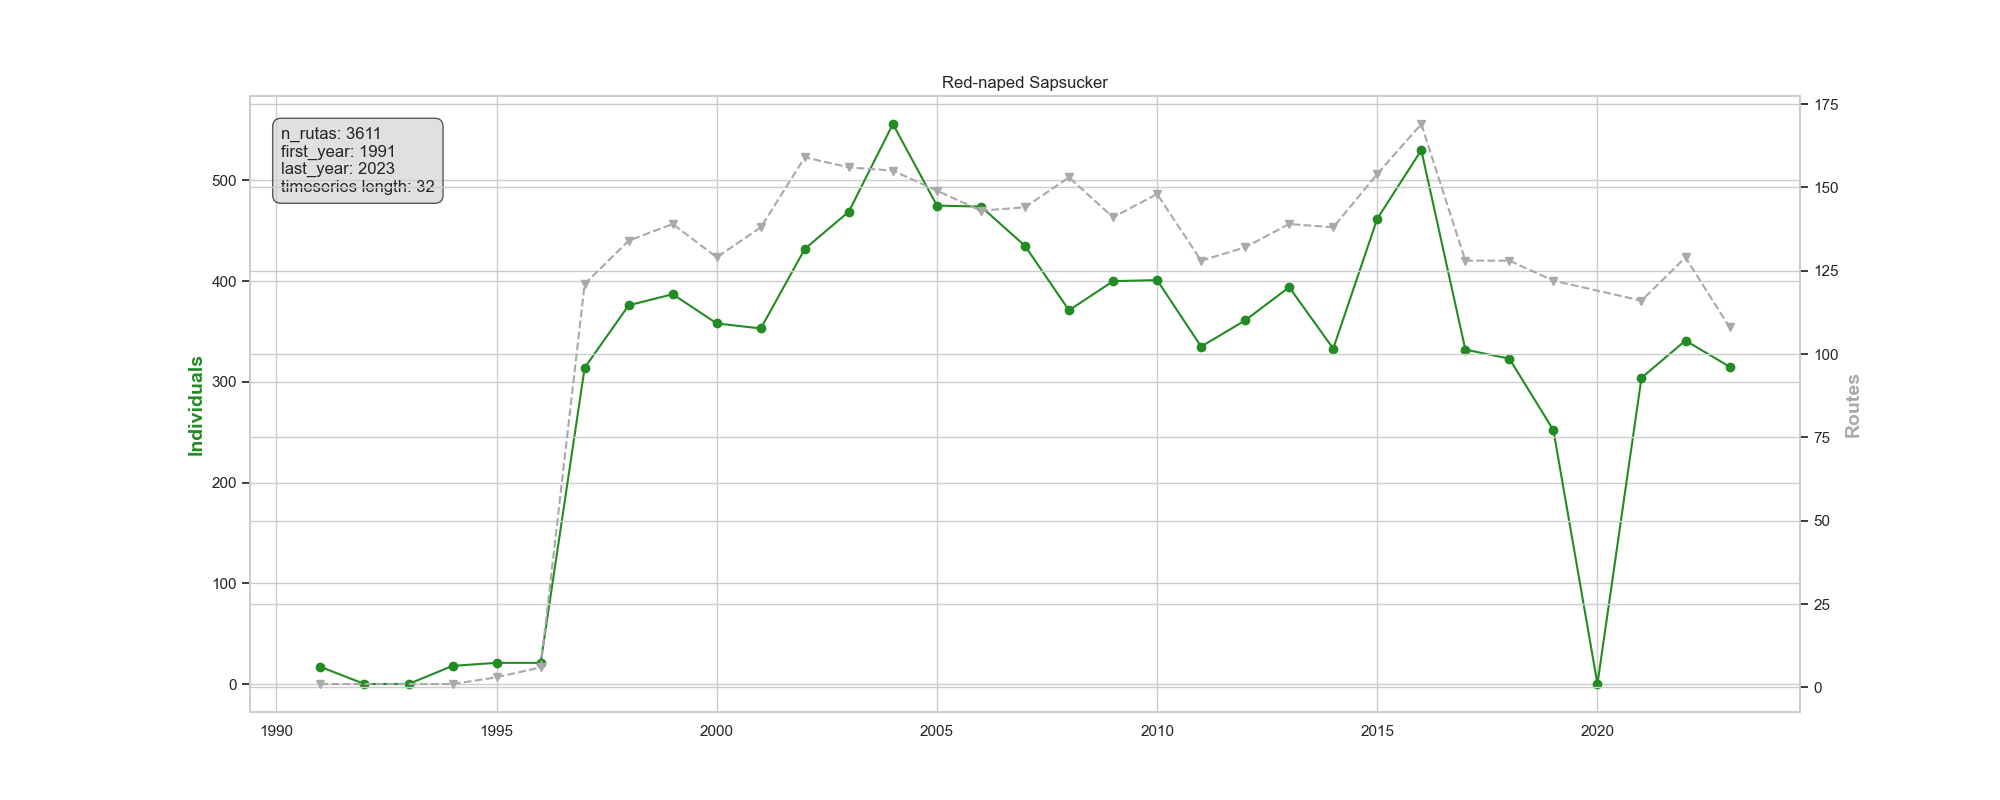 Red-naped Sapsucker
n_rutas: 3611
first_year: 1991
last_year: 2023
timeseries length: 32
Individuals
500
400
300
200
100
0
175
150
125
100
75
50
25
0
Routes
1990 1995 2000 2005 2010 2015 2020